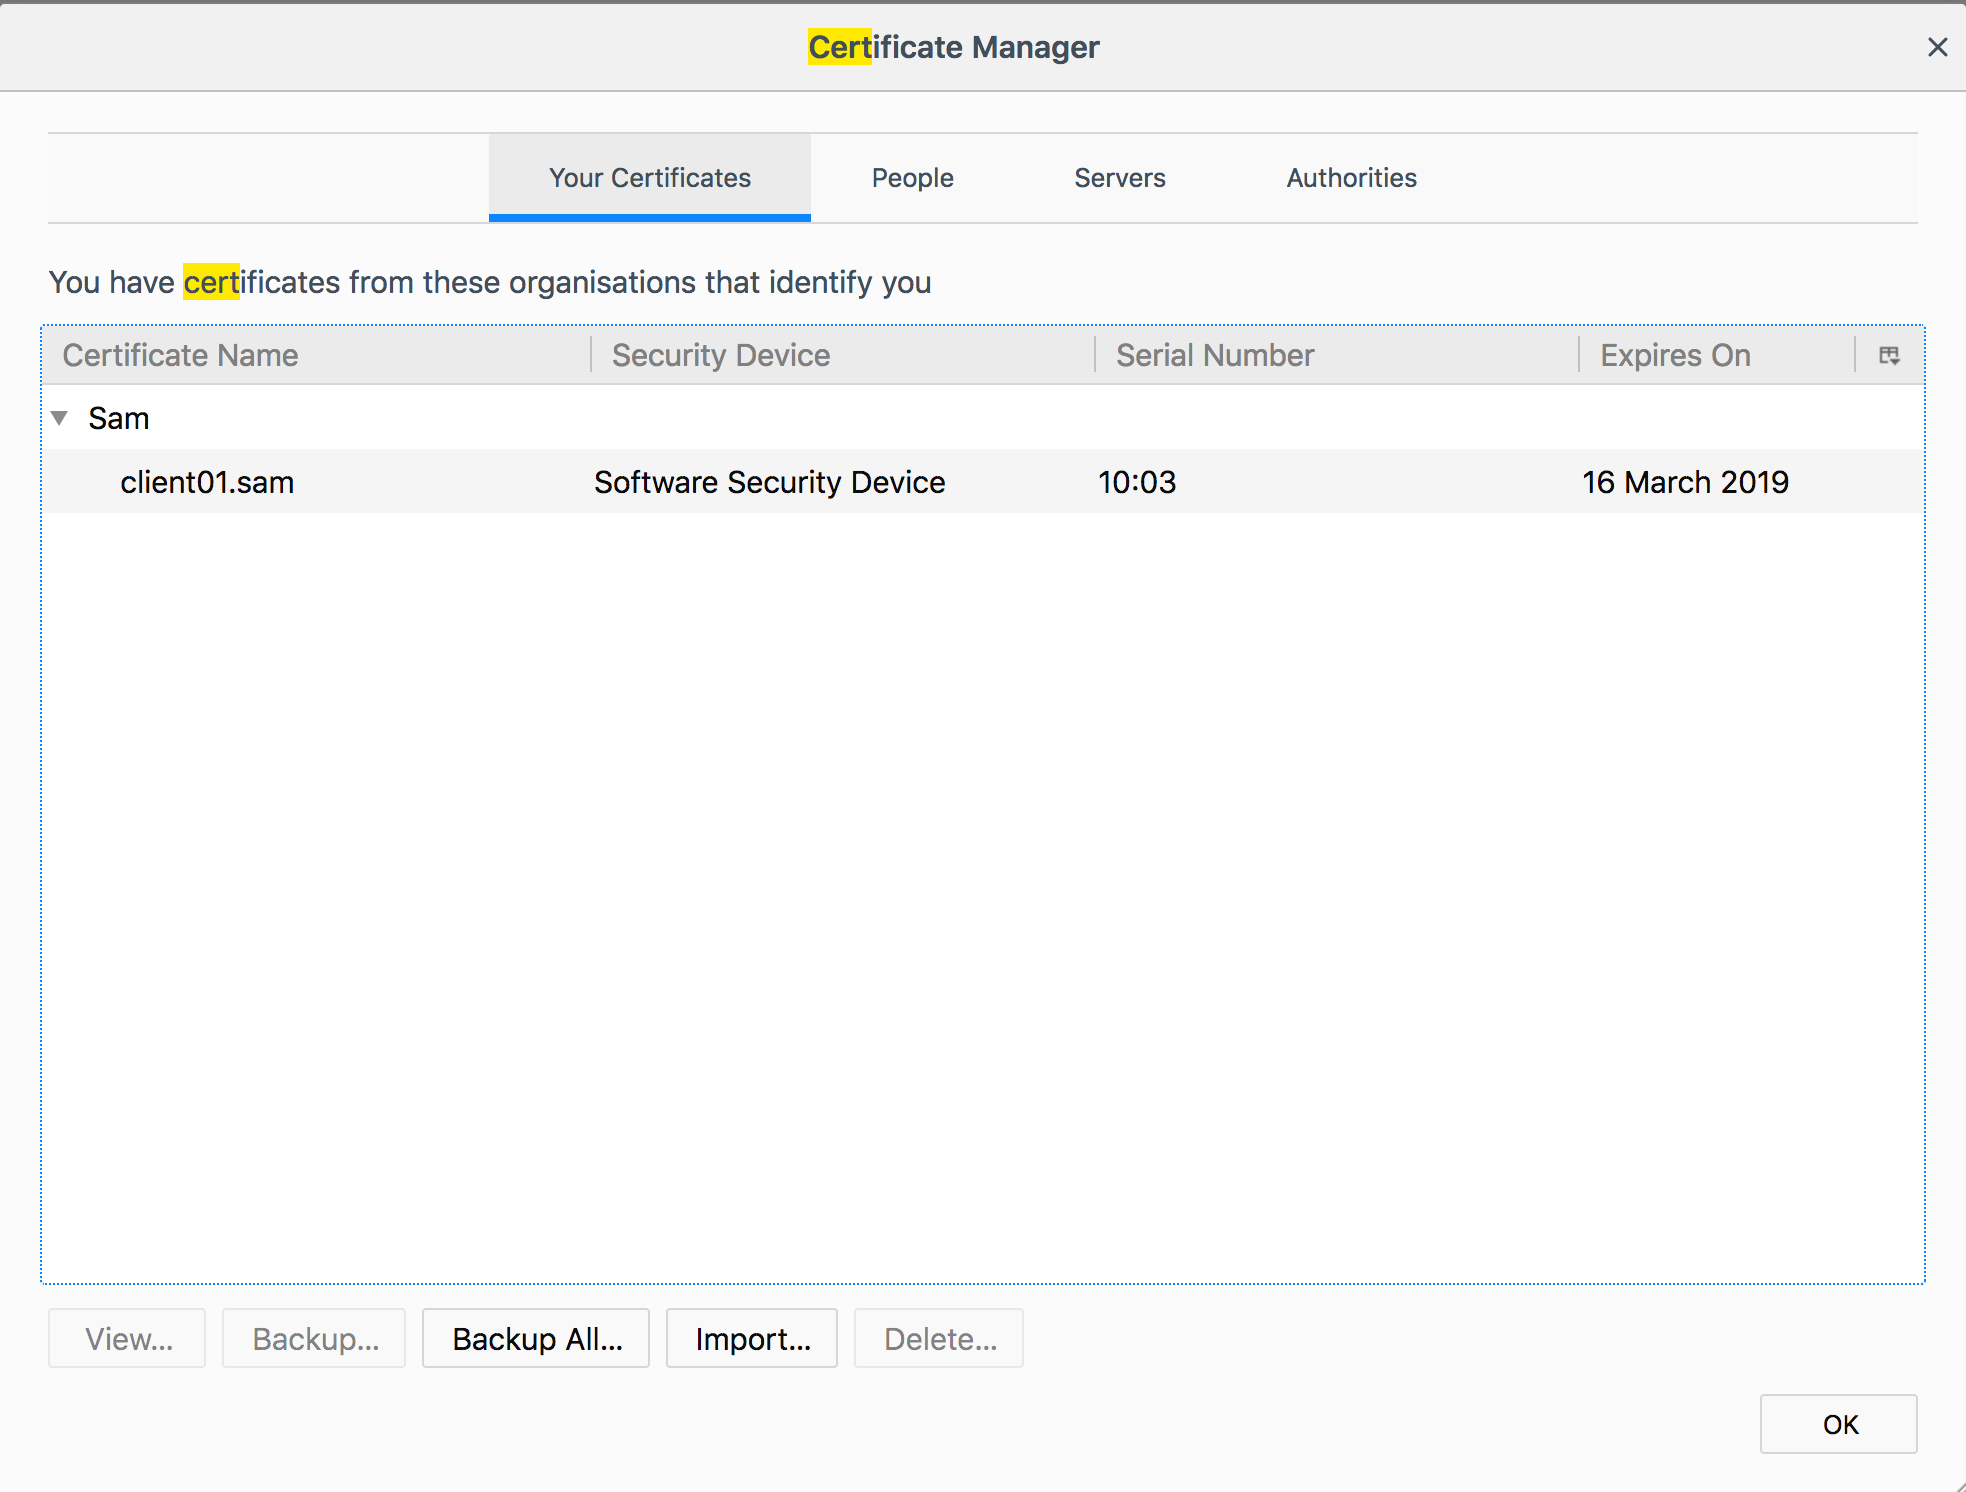 Certificate Manager
Your Certificates People Servers Authorities
You have certificates from these organisations that identify you
Certificate Name Security Device Serial Number Expires On
Sam
client01.sam Software Security Device 10:03 16 March 2019
View... Backup... Backup All... Import... Delete...
OK